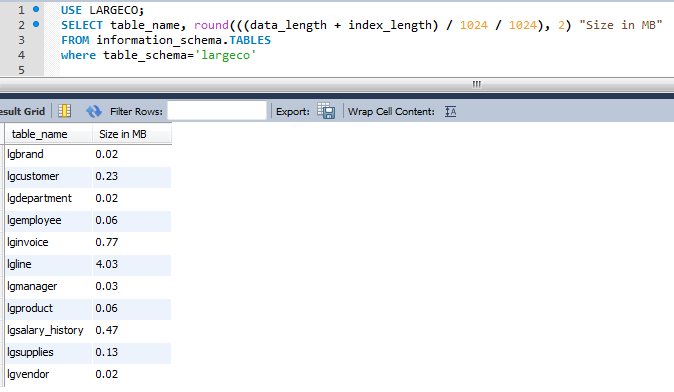 1 USE LARGECO;
2 SELECT table_name, round(((data_length + index_length) / 1024 / 1024), 2) "Size in MB"
3 FROM information_schema.TABLES
4 where table_schema='largeco'
5
esult Grid Filter Rows: Export: Wrap Cell Content:
table_name Size in MB
lgbrand 0.02
lgcustomer 0.23
lgdepartment 0.02
lgemployee 0.06
lginvoice 0.77
lgline 4.03
lgmanager 0.03
lgproduct 0.06
lgsalary_history 0.47
lgsupplies 0.13
lgvendor 0.02